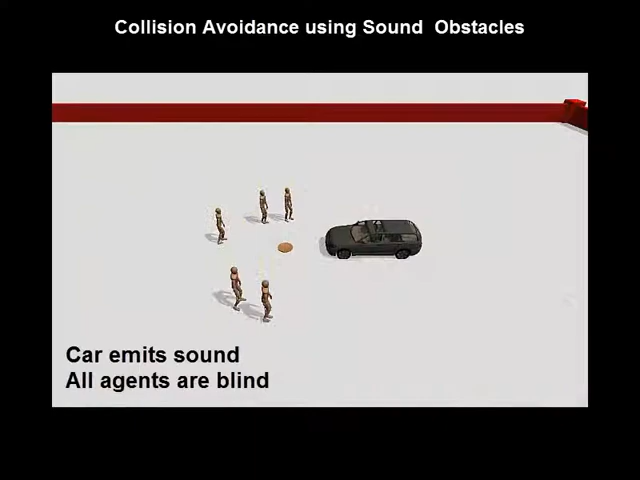 Collision Avoidance using Sound Obstacles
Car emits sound
All agents are blind